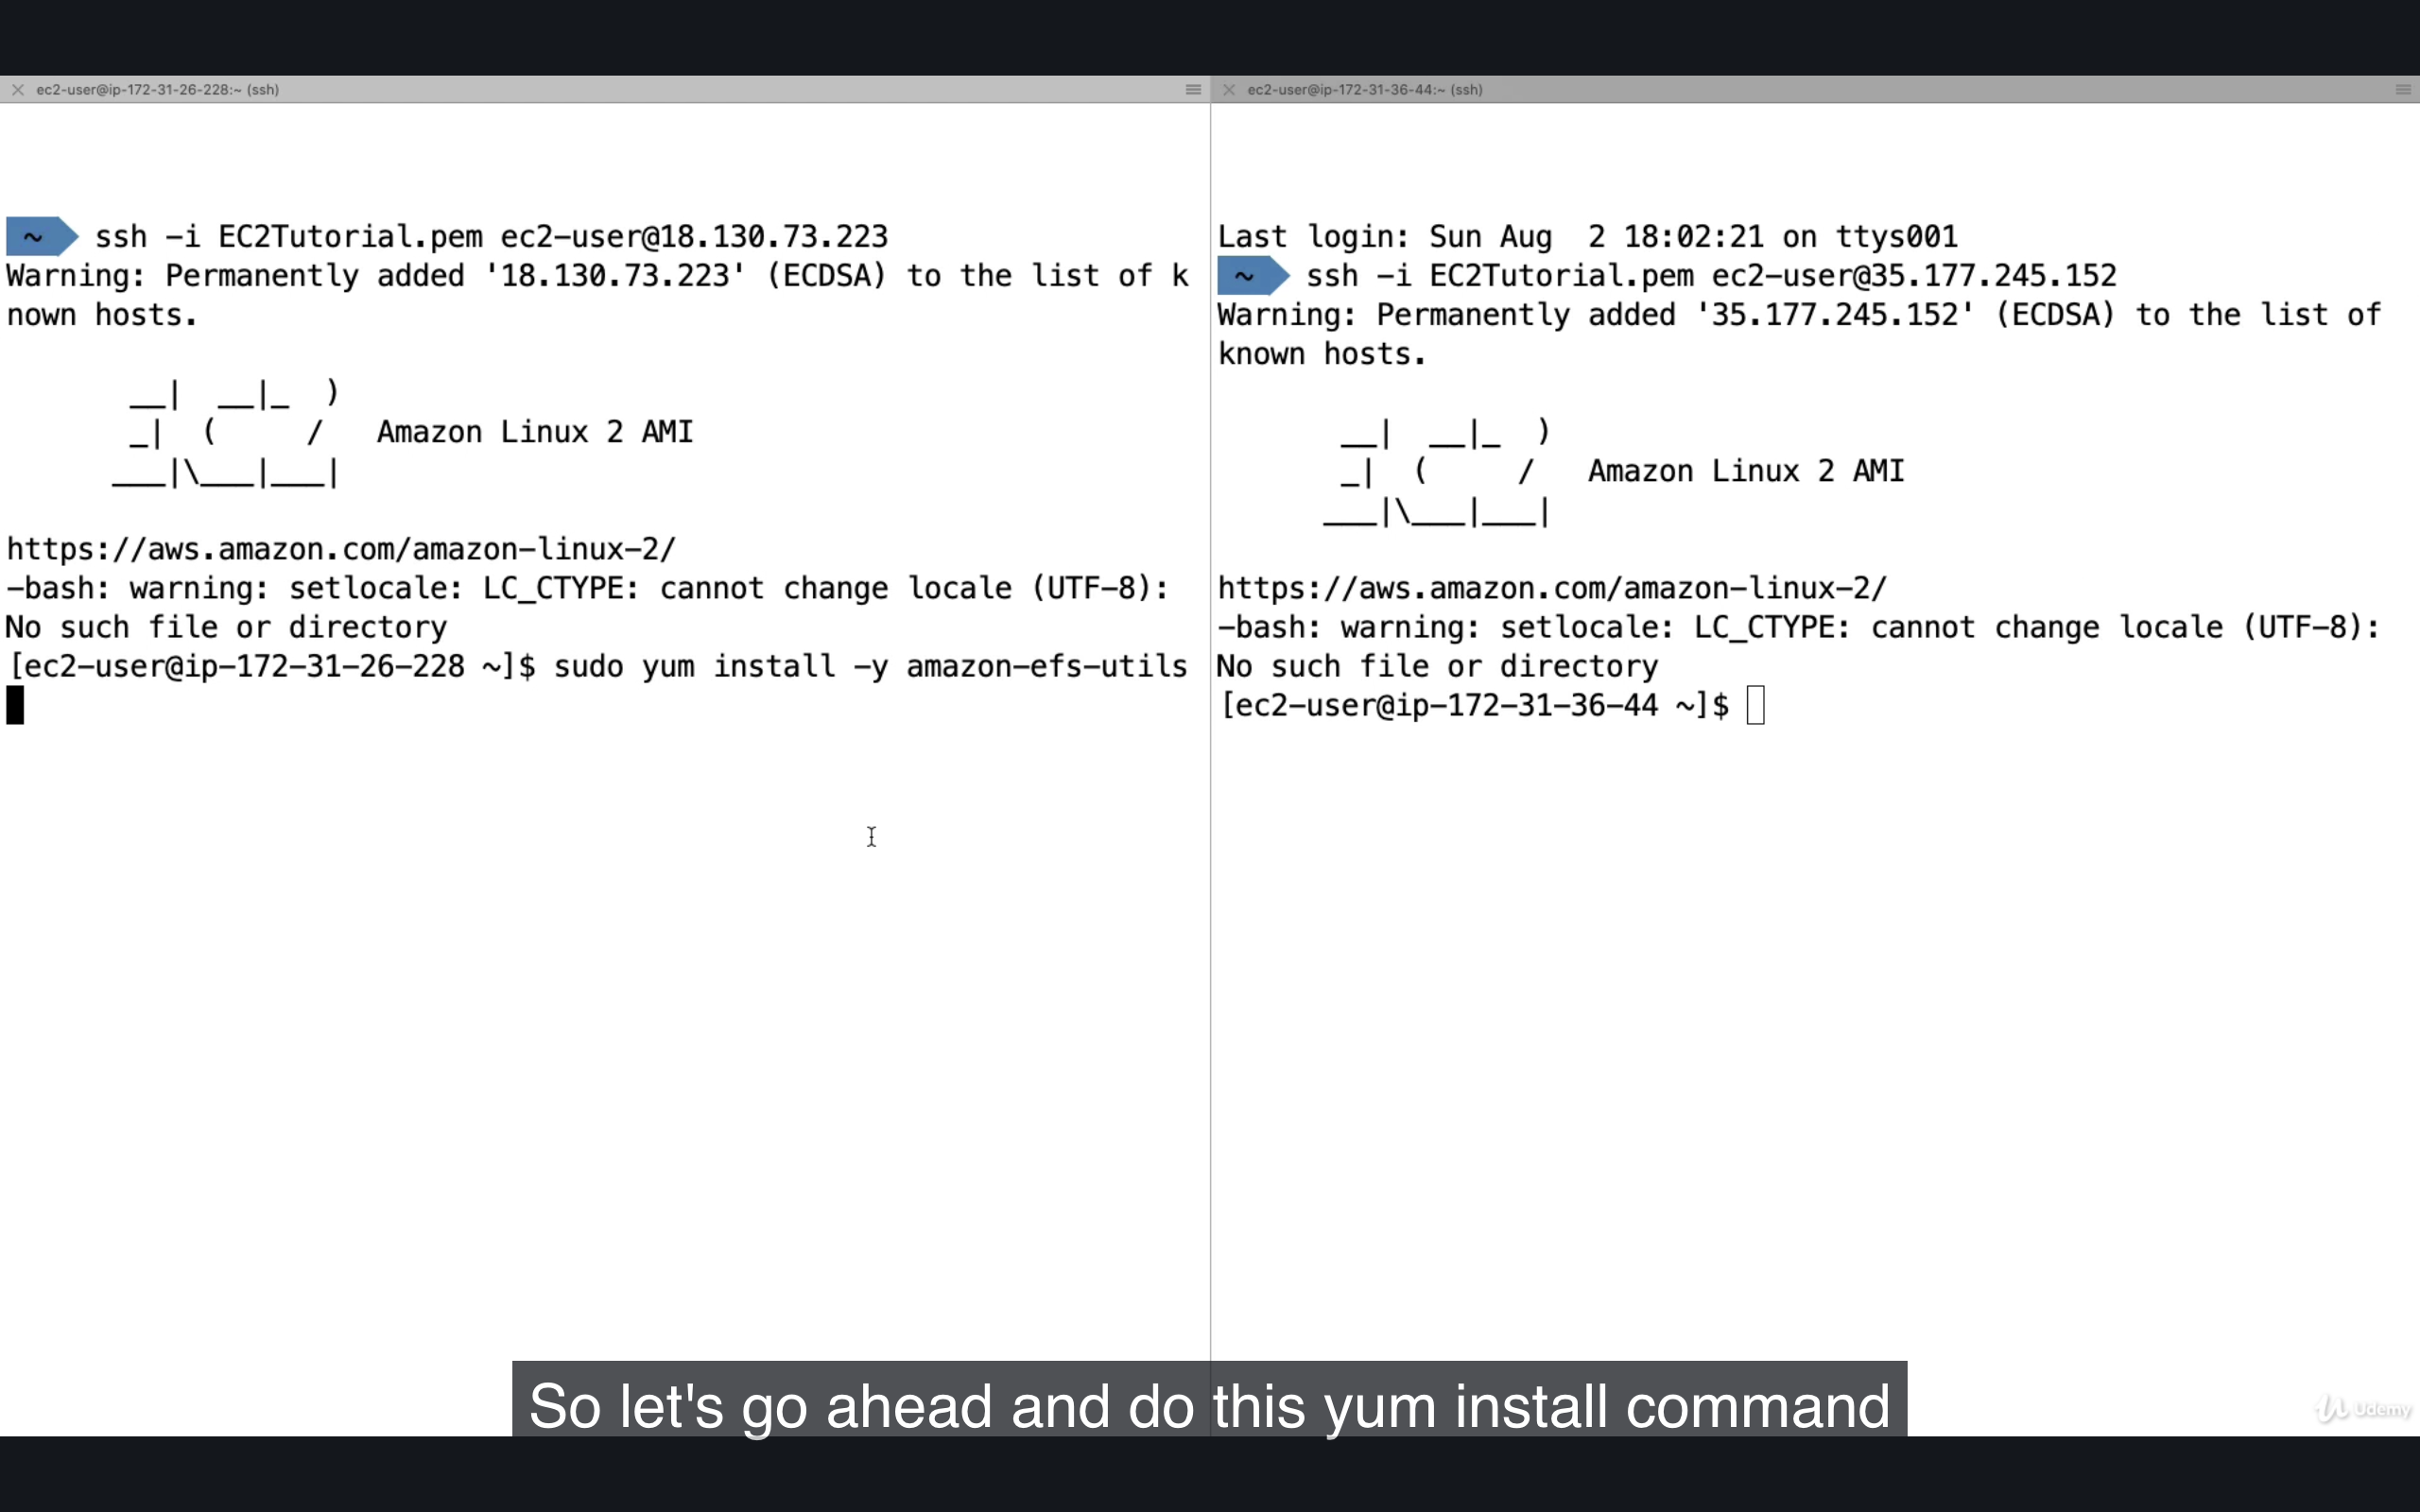 ec2-user@ip-172-31-26-228:~ (ssh)
~ ssh -i EC2Tutorial.pem ec2-user@18.130.73.223
Warning: Permanently added '18.130.73.223' (ECDSA) to the list of k
nown hosts.
__|  __|_  )
_|  (     /   Amazon Linux 2 AMI
___|\___|___|
https://aws.amazon.com/amazon-linux-2/
-bash: warning: setlocale: LC_CTYPE: cannot change locale (UTF-8):
No such file or directory
[ec2-user@ip-172-31-26-228 ~]$ sudo yum install -y amazon-efs-utils
ec2-user@ip-172-31-36-44:~ (ssh)
Last login: Sun Aug  2 18:02:21 on ttys001
~ ssh -i EC2Tutorial.pem ec2-user@35.177.245.152
Warning: Permanently added '35.177.245.152' (ECDSA) to the list of
known hosts.
__|  __|_  )
_|  (     /   Amazon Linux 2 AMI
___|\___|___|
https://aws.amazon.com/amazon-linux-2/
-bash: warning: setlocale: LC_CTYPE: cannot change locale (UTF-8):
No such file or directory
[ec2-user@ip-172-31-36-44 ~]$
So let's go ahead and do this yum install command
Udemy